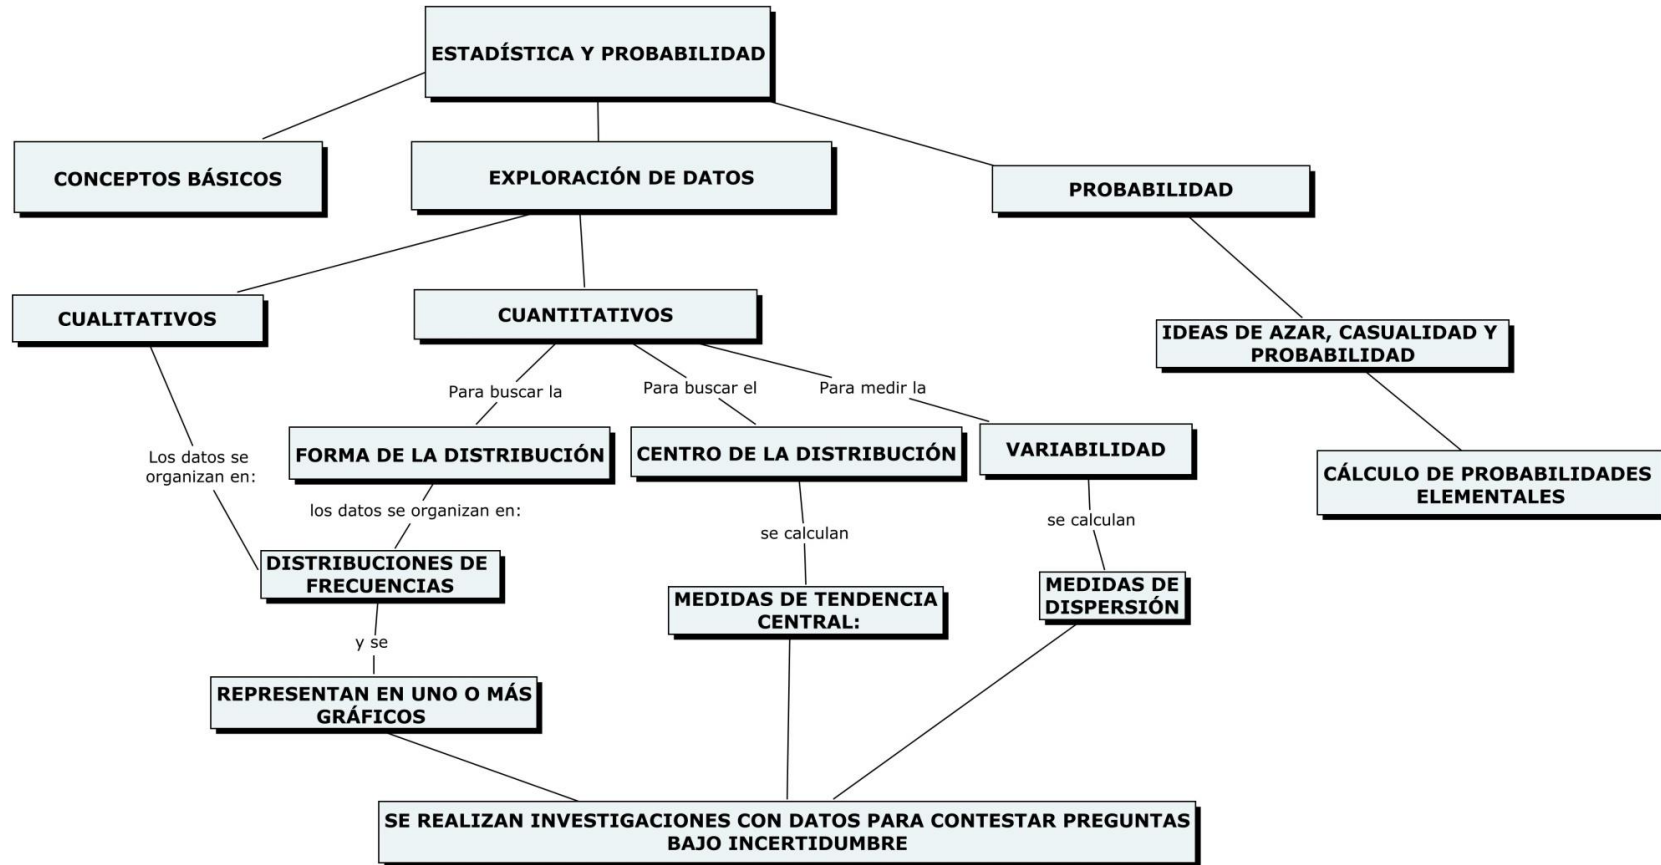 ESTADÍSTICA Y PROBABILIDAD
CONCEPTOS BÁSICOS
EXPLORACIÓN DE DATOS
PROBABILIDAD
CUALITATIVOS
CUANTITATIVOS
IDEAS DE AZAR, CASUALIDAD Y
PROBABILIDAD
Para buscar la
Para buscar el
Para medir la
Los datos se
organizan en:
FORMA DE LA DISTRIBUCIÓN
CENTRO DE LA DISTRIBUCIÓN
VARIABILIDAD
CÁLCULO DE PROBABILIDADES
ELEMENTALES
los datos se organizan en:
se calculan
se calculan
DISTRIBUCIONES DE
FRECUENCIAS
MEDIDAS DE TENDENCIA
CENTRAL:
MEDIDAS DE
DISPERSIÓN
y se
REPRESENTAN EN UNO O MÁS
GRÁFICOS
SE REALIZAN INVESTIGACIONES CON DATOS PARA CONTESTAR PREGUNTAS
BAJO INCERTIDUMBRE